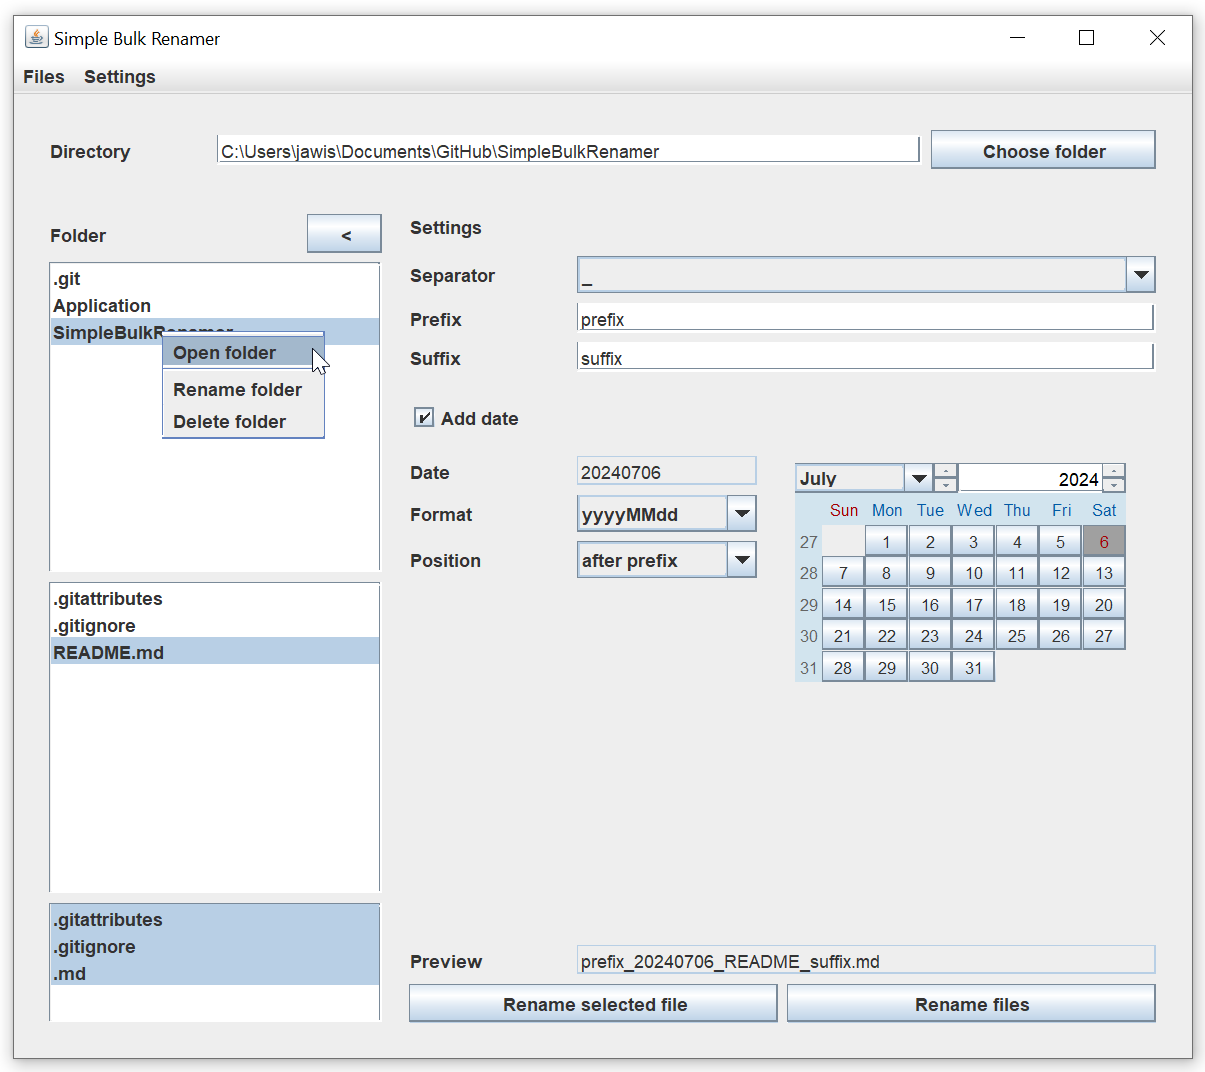 Simple Bulk Renamer
Files Settings
Directory C:\Users\jawis\Documents\GitHub\SimpleBulkRenamer Choose folder
Folder <
.git
Application
SimpleBulkRenamer
Open folder
Rename folder
Delete folder
.gitattributes
.gitignore
README.md
.gitattributes
.gitignore
.md
Settings
Separator _
Prefix prefix
Suffix suffix
Add date
Date 20240706
Format yyyyMMdd
Position after prefix
July 2024
Sun Mon Tue Wed Thu Fri Sat
27 1 2 3 4 5 6
28 7 8 9 10 11 12 13
29 14 15 16 17 18 19 20
30 21 22 23 24 25 26 27
31 28 29 30 31
Preview prefix_20240706_README_suffix.md
Rename selected file Rename files